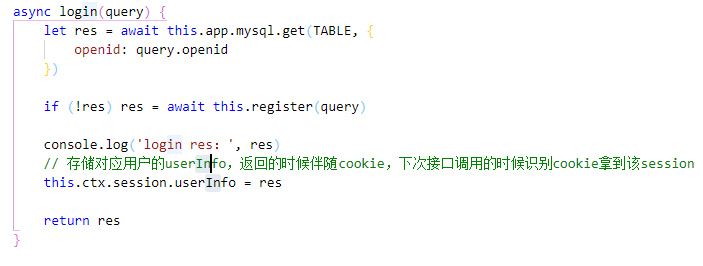 async login(query) {
let res = await this.app.mysql.get(TABLE, {
openid: query.openid
})
if (!res) res = await this.register(query)
console.log('login res: ', res)
// 存储对应用户的userInfo，返回的时候伴随cookie，下次接口调用的时候识别cookie拿到该session
this.ctx.session.userInfo = res
return res
}